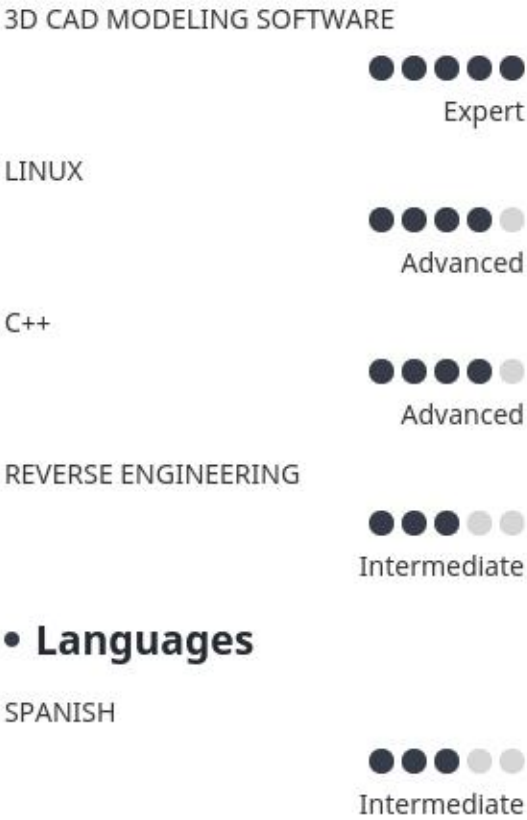 3D CAD MODELING SOFTWARE
Expert
LINUX
Advanced
C++
Advanced
REVERSE ENGINEERING
Intermediate
• Languages
SPANISH
Intermediate